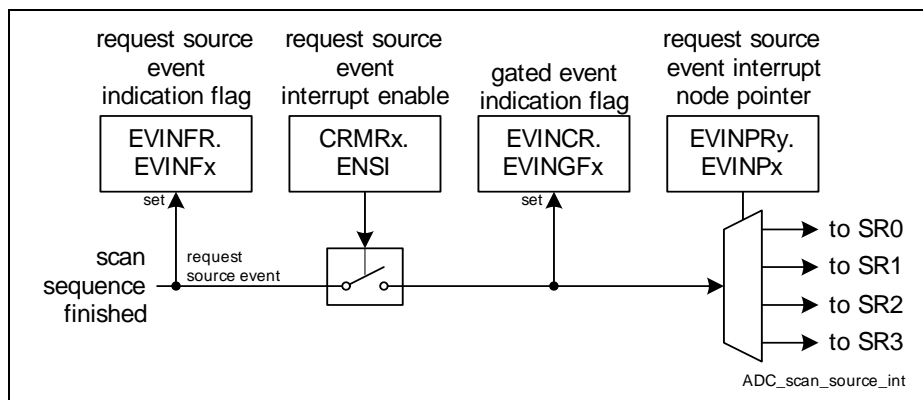 request source
event
indication flag
request source
event
interrupt enable
gated event
indication flag
request source
event interrupt
node pointer
EVINFR.
EVINFx
CRMRx.
ENSI
EVINCR.
EVINGFx
EVINPRy.
EVINPx
set
set
scan
sequence
finished
request
source event
to SR0
to SR1
to SR2
to SR3
ADC_scan_source_int